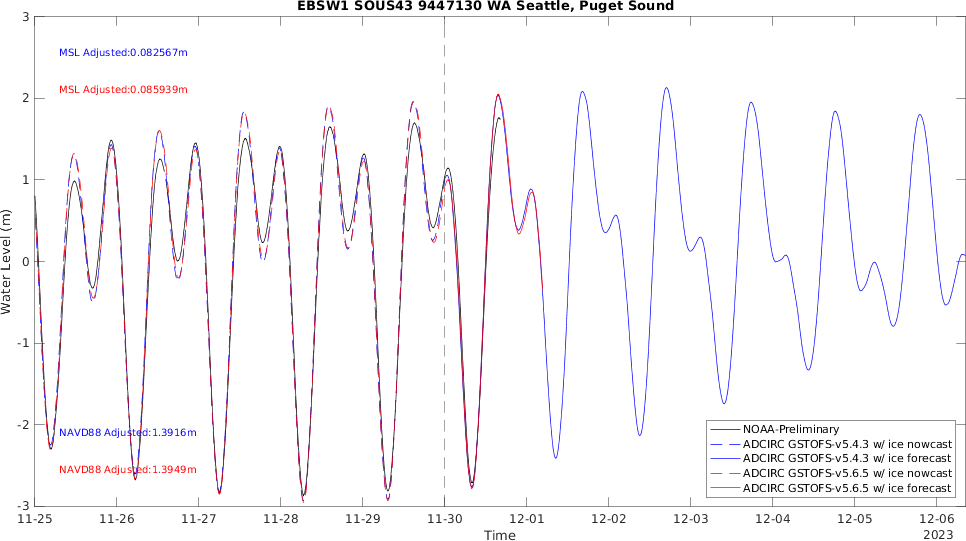 EBSW1 SOUS43 9447130 WA Seattle, Puget Sound
3
2
1
0
-1
-2
-3
Water Level (m)
MSL Adjusted:0.082567m
MSL Adjusted:0.085939m
NAVD88 Adjusted:1.3916m
NAVD88 Adjusted:1.3949m
NOAA-Preliminary
ADCIRC GSTOFS-v5.4.3 w/ ice nowcast
ADCIRC GSTOFS-v5.4.3 w/ ice forecast
ADCIRC GSTOFS-v5.6.5 w/ ice nowcast
ADCIRC GSTOFS-v5.6.5 w/ ice forecast
11-25 11-26 11-27 11-28 11-29 11-30 12-01 12-02 12-03 12-04 12-05 12-06
Time
2023